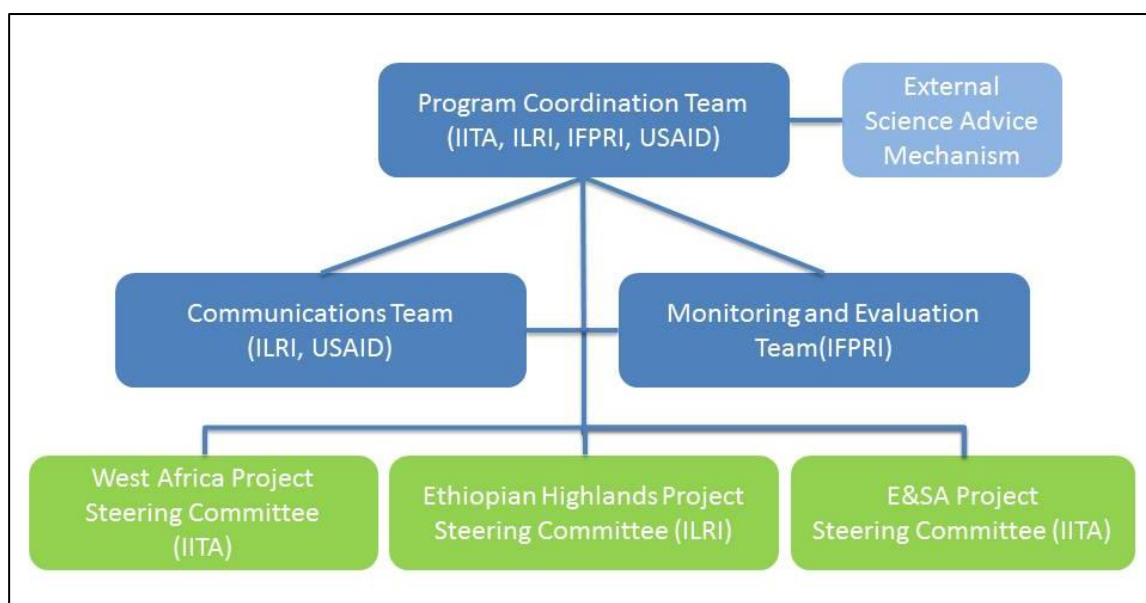 Program Coordination Team
(IITA, ILRI, IFPRI, USAID)
External
Science Advice
Mechanism
Communications Team
(ILRI, USAID)
Monitoring and Evaluation
Team(IFPRI)
West Africa Project
Steering Committee
(IITA)
Ethiopian Highlands Project
Steering Committee (ILRI)
E&SA Project
Steering Committee (IITA)